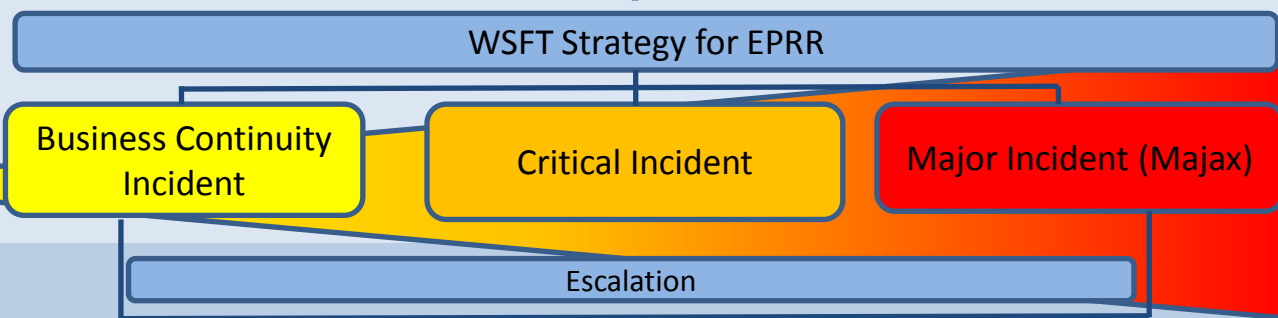 WSFT Strategy for EPRR
Business Continuity
Incident
Critical Incident
Major Incident (Majax)
Escalation